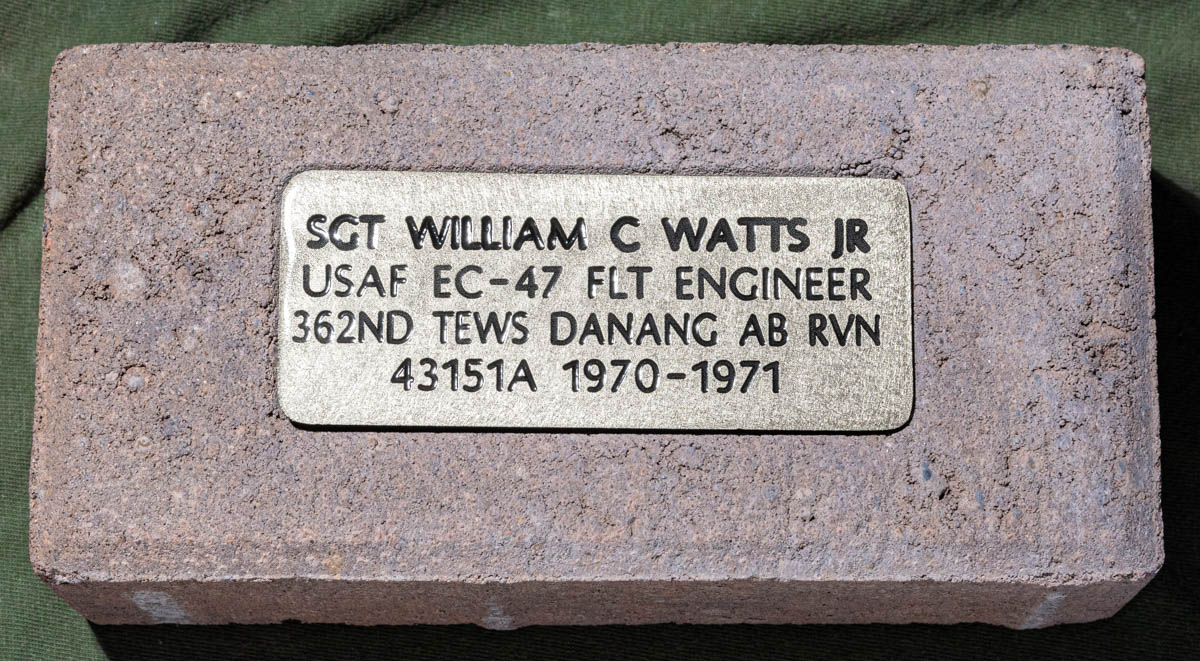 SGT WILLIAM C WATTS JR
USAF EC-47 FLT ENGINEER
362ND TEWS DANANG AB RVN
43151A 1970-1971